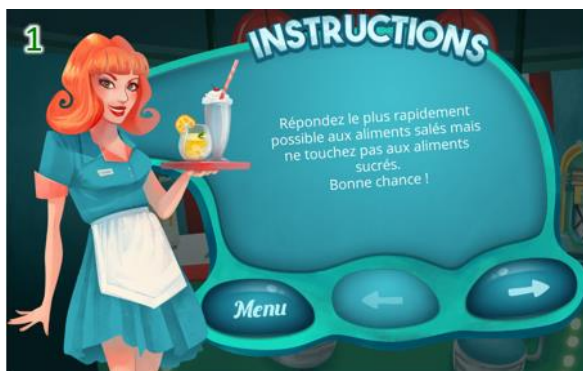 1
INSTRUCTIONS
Répondez le plus rapidement
possible aux aliments salés mais
ne touchez pas aux aliments
sucrés.
Bonne chance !
Menu